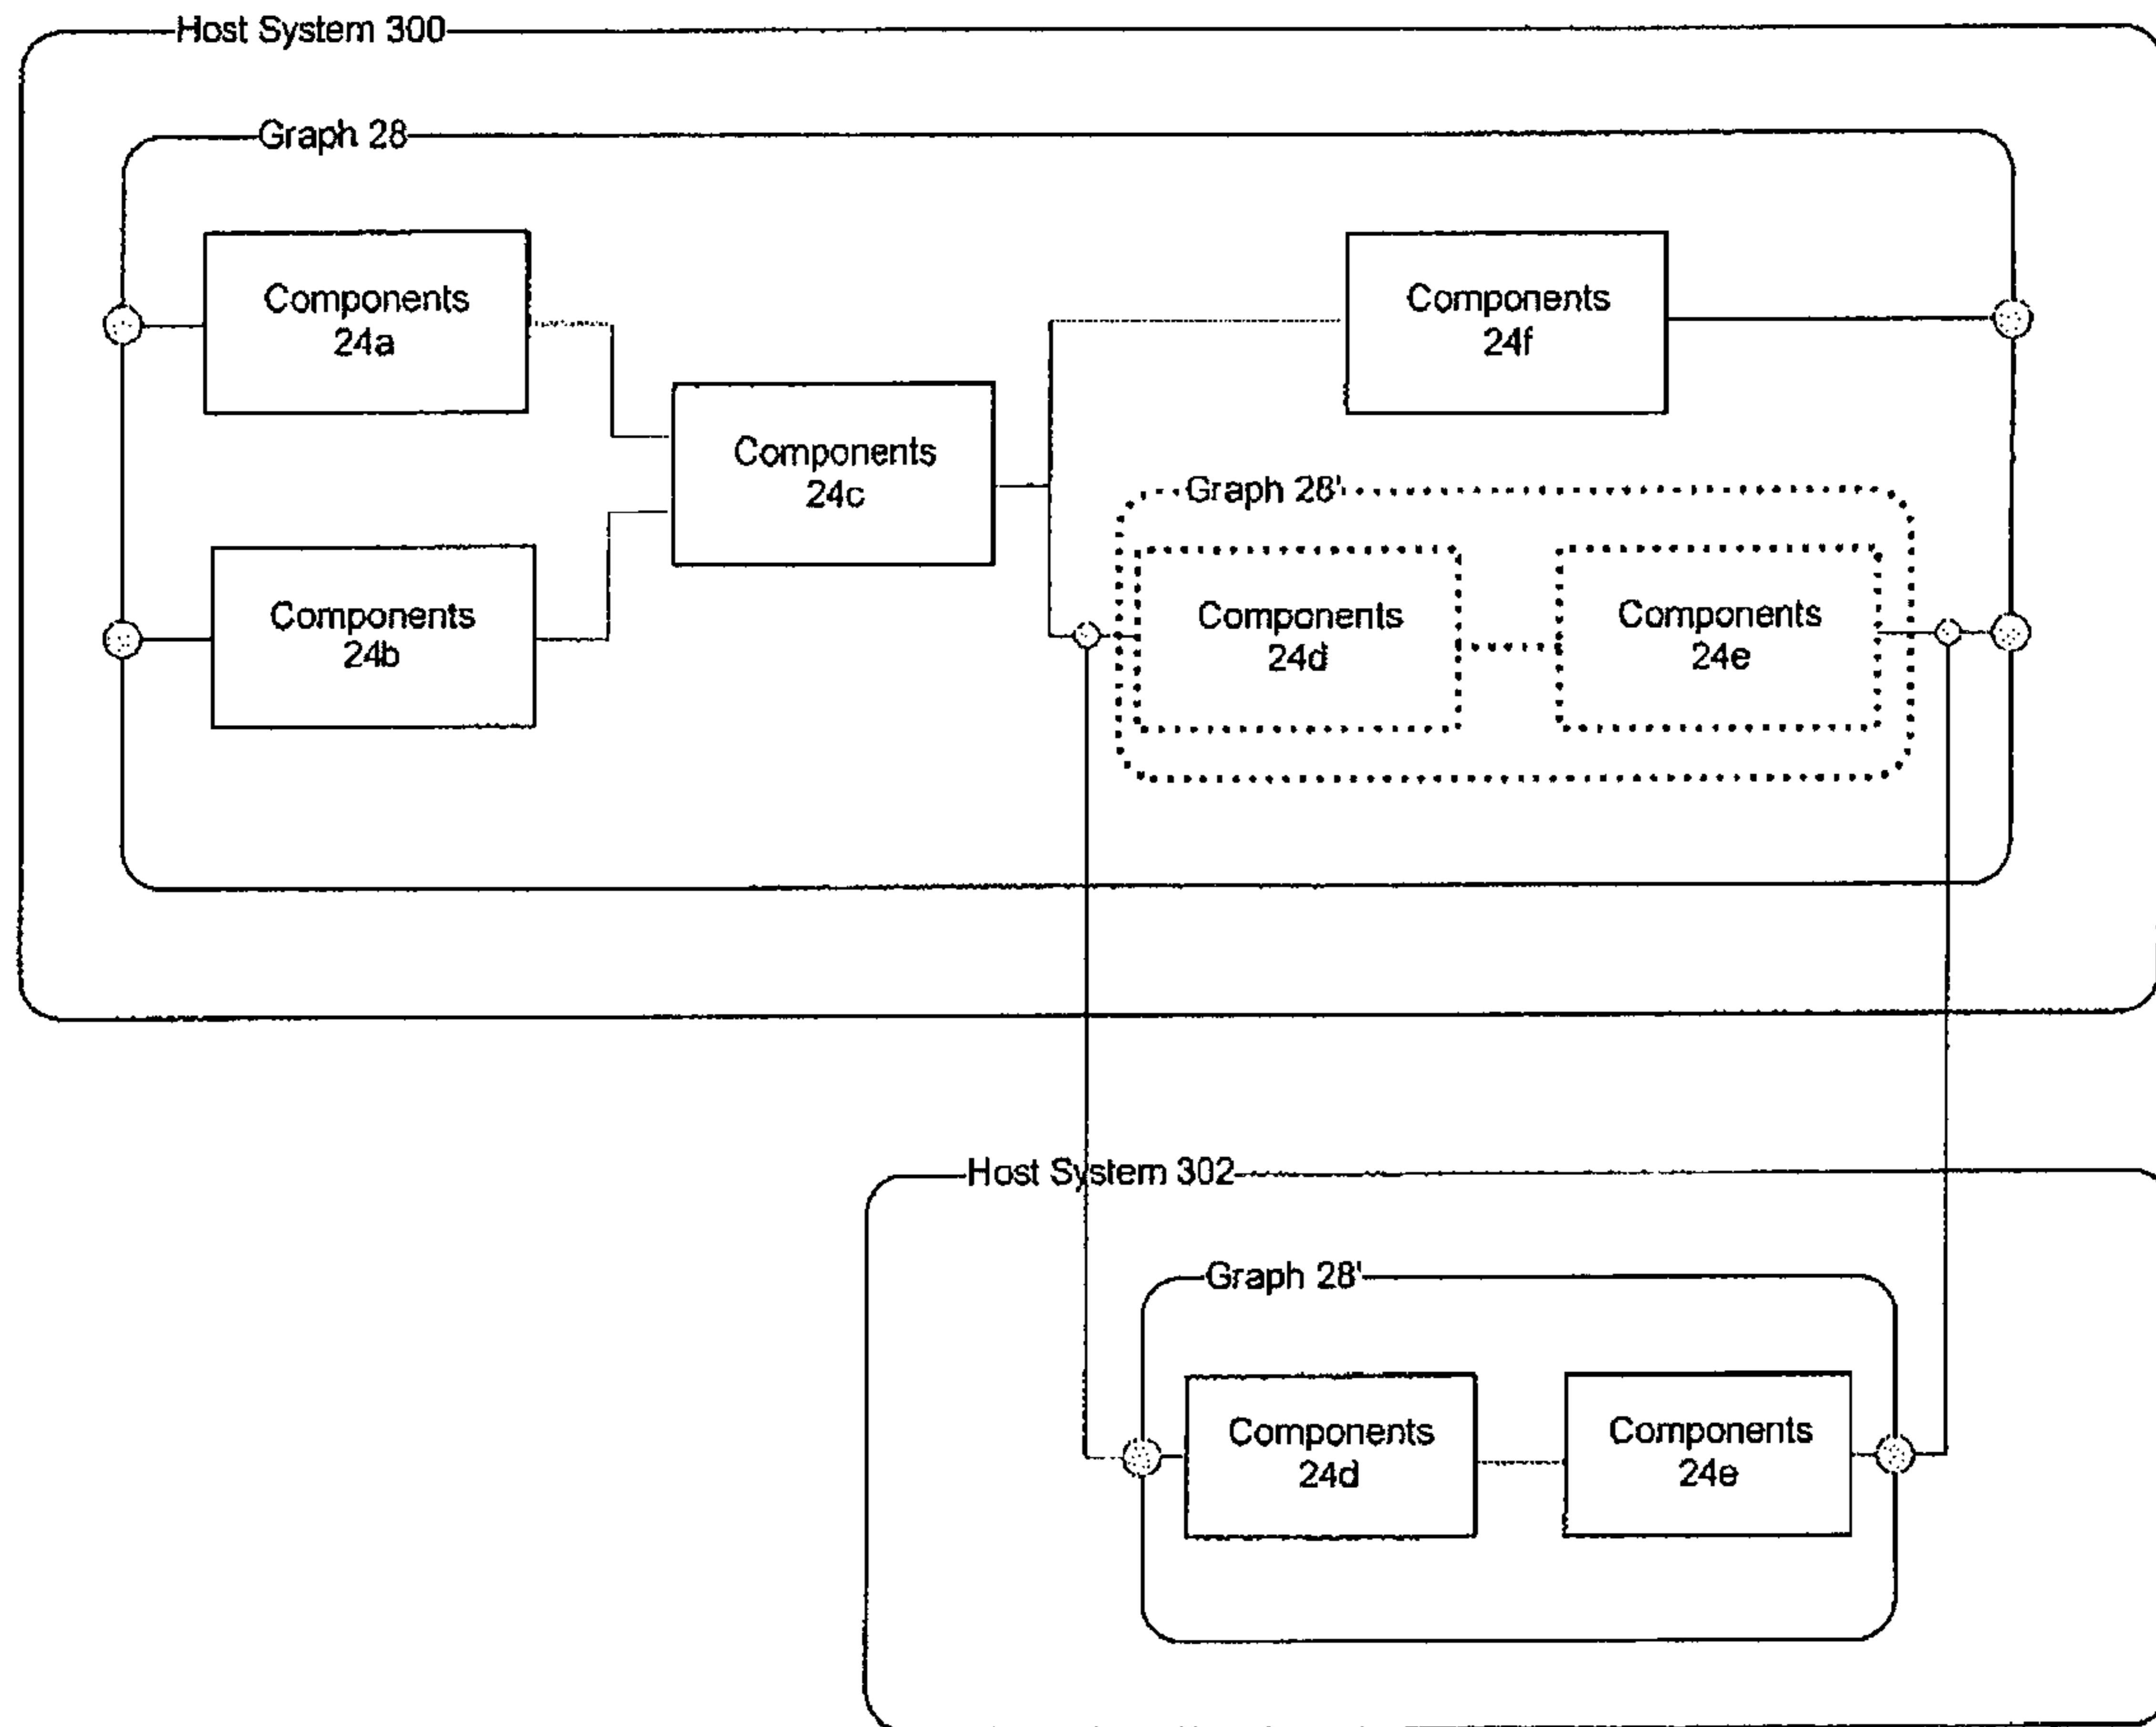 Host System 300
Graph 28
Components
24a
Components
24f
Components
24c
Graph 28'
Components
24b
Components
24d
Components
24e
Host System 302
Graph 28'
Components
24d
Components
24e